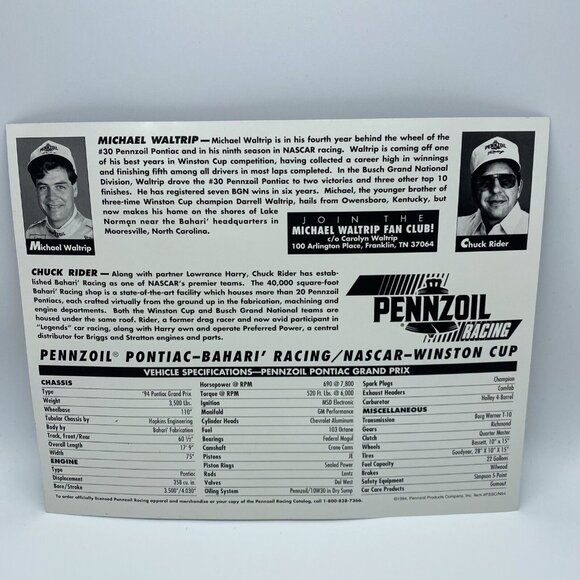 MICHAEL WALTRIP — Michael Waltrip is in his fourth year behind the wheel of the
#30 Pennzoil Pontiac and in his ninth season in NASCAR racing. Waltrip is coming off one
of his best years in Winston Cup competition, having collected a career high in winnings
and finishing fifth among all drivers in most laps completed. In the Busch Grand National
Division, Waltrip drove the #30 Pennzoil Pontiac to two victories and three other top 10
finishes. He has registered seven BGN wins in six years. Michael, the younger brother of
three-time Winston Cup champion Darrell Waltrip, hails from Owensboro, Kentucky, but
now makes his home on the shores of Lake
Norman near the Bahari' headquarters in
Mooresville, North Carolina.
JOIN THE
MICHAEL WALTRIP FAN CLUB!
c/o Carolyn Waltrip
100 Arlington Place, Franklin, TN 37064
PENNZOIL
Michael Waltrip
PENNZOIL
Chuck Rider
CHUCK RIDER — Along with partner Lowrance Harry, Chuck Rider has estab-
lished Bahari' Racing as one of NASCAR's premier teams. The 40,000 square-foot
Bahari' Racing shop is a state-of-the-art facility which houses more than 20 Pennzoil
Pontiacs, each crafted virtually from the ground up in the fabrication, machining and
engine departments. Both the Winston Cup and Busch Grand National teams are
housed under the same roof. Rider, a former drag racer and now avid participant in
"Legends" car racing, along with Harry own and operate Preferred Power, a central
distributor for Briggs and Stratton engines and parts.
PENNZOIL
® RACING
PENNZOIL® PONTIAC–BAHARI' RACING/NASCAR–WINSTON CUP
VEHICLE SPECIFICATIONS—PENNZOIL PONTIAC GRAND PRIX
CHASSIS
Type '94 Pontiac Grand Prix
Weight 3,500 Lbs.
Wheelbase 110"
Tubular Chassis by Hopkins Engineering
Body by Bahari' Fabrication
Track, Front/Rear 60 ½"
Overall Length 17' 9"
Width 75"
ENGINE
Type Pontiac
Displacement 358 cu. in.
Bore/Stroke 3.500"/4.030"
Horsepower @ RPM 690 @ 7,800
Torque @ RPM 520 Ft. Lbs. @ 6,000
Ignition MSD Electronic
Manifold GM Performance
Cylinder Heads Chevrolet Aluminum
Fuel 103 Octane
Bearings Federal Mogul
Camshaft Crane Cams
Pistons JE
Piston Rings Sealed Power
Rods Lentz
Valves Del West
Oiling System Pennzoil/10W30 in Dry Sump
Spark Plugs Champion
Exhaust Headers
Carburetor Holley 4-Barrel
MISCELLANEOUS
Transmission Borg Warner T-10
Gears Richmond
Clutch Quarter Master
Wheels Bassett, 10" X 15"
Tires Goodyear, 28" X 10" X 15"
Fuel Capacity 22 Gallons
Brakes Wilwood
Safety Equipment Simpson 5-Point
Car Care Products Gumout
To order officially licensed Pennzoil Racing apparel and merchandise or for your copy of the Pennzoil Racing Catalog, call 1-800-838-7366.
©1994, Pennzoil Products Company, Inc.